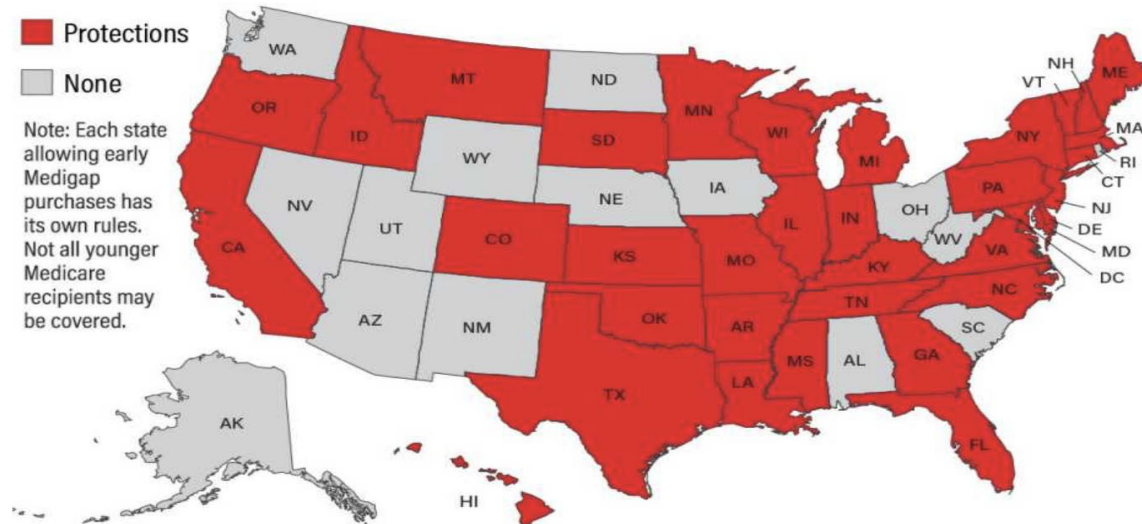 Protections
None
Note: Each state
allowing early
Medigap
purchases has
its own rules.
Not all younger
Medicare
recipients may
be covered.
WA
MT
ND
MN
OR
ID
SD
WI
MI
WY
NV
UT
CO
NE
IA
IL
IN
OH
WV
PA
NY
VT
NH
ME
MA
RI
CT
NJ
DE
MD
DC
CA
KS
MO
KY
VA
AZ
NM
OK
AR
TN
NC
SC
TX
LA
MS
AL
GA
FL
AK
HI